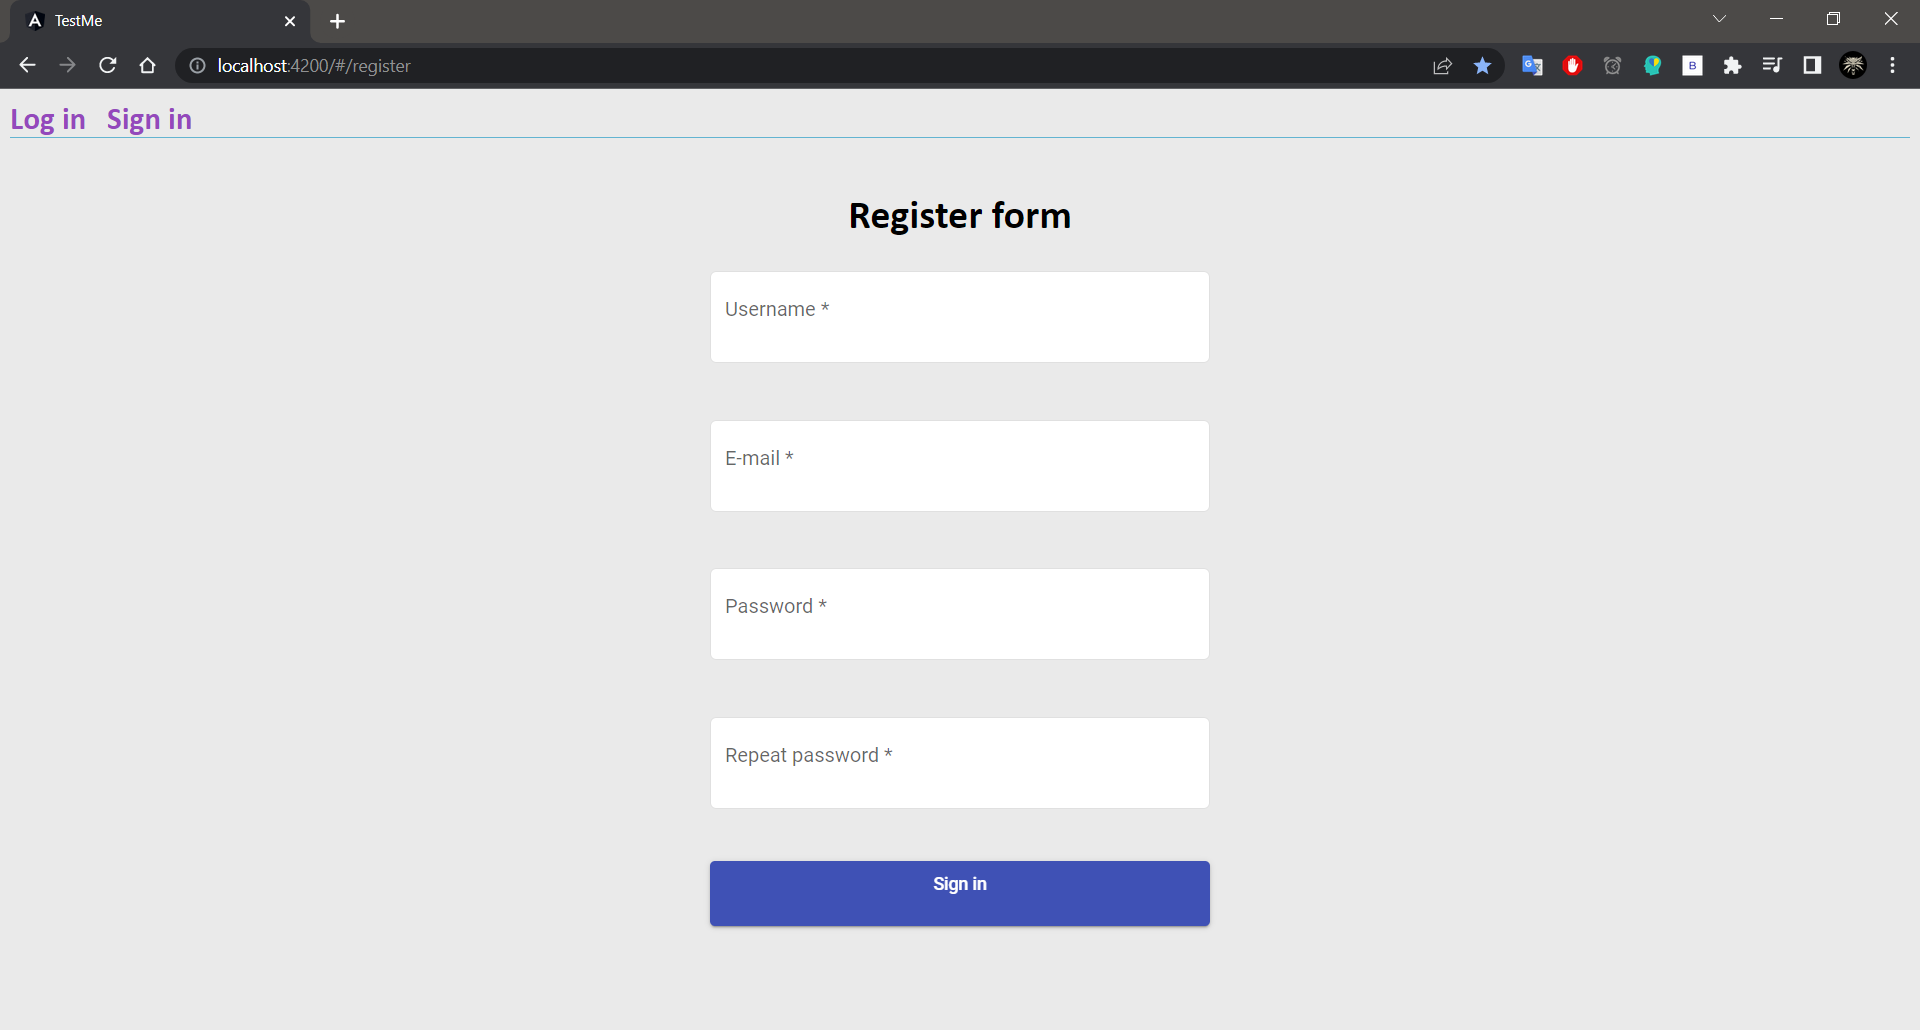 TestMe
localhost:4200/#/register
Log in Sign in
Register form
Username *
E-mail *
Password *
Repeat password *
Sign in